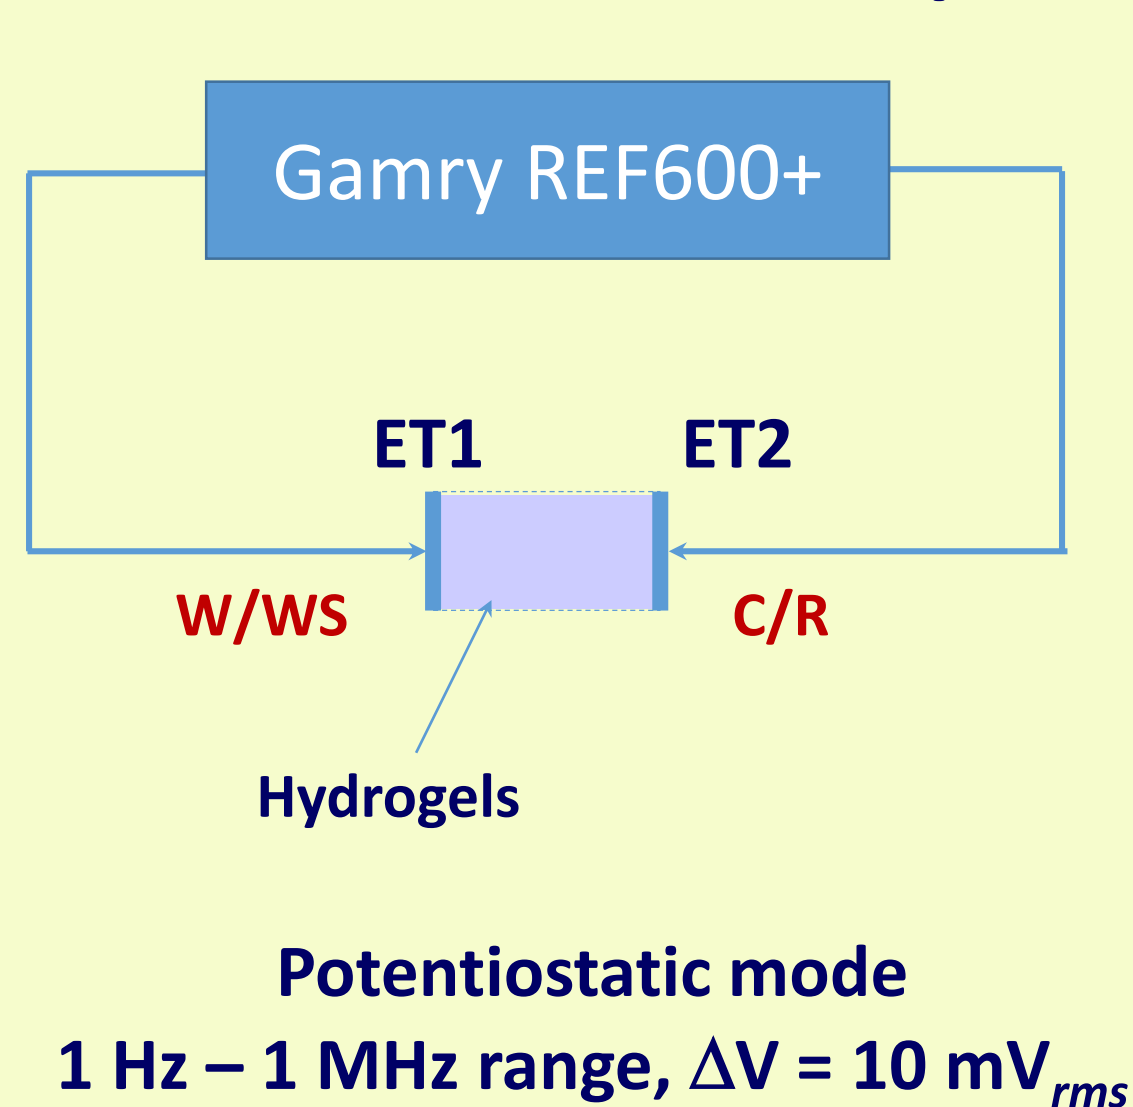 Gamry REF600+
ET1 ET2
W/WS C/R
Hydrogels
Potentiostatic mode
1 Hz – 1 MHz range, ΔV = 10 mVrms